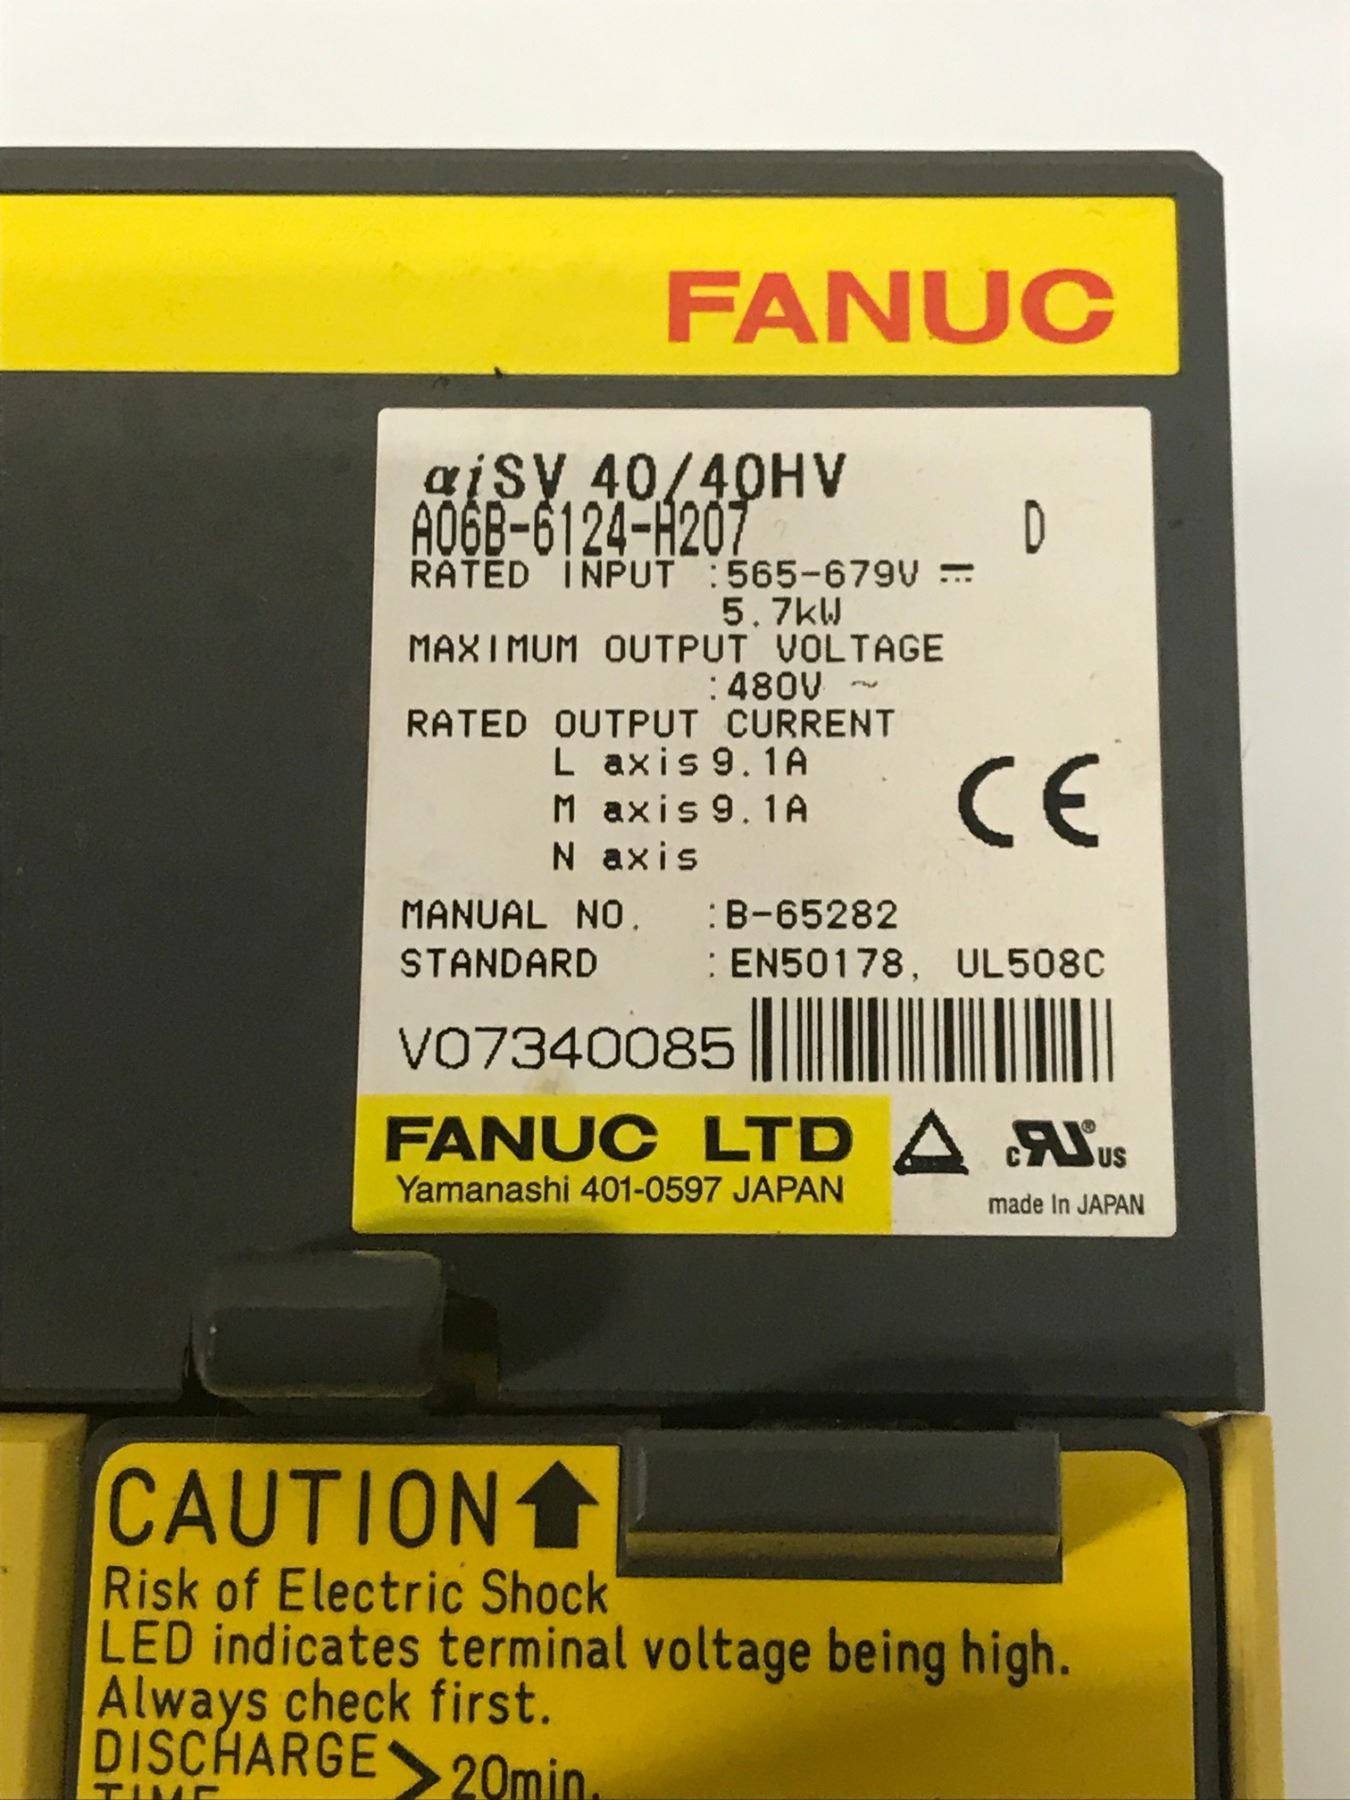 FANUC
αiSV 40/40HV
A06B-6124-H207 D
RATED INPUT :565-679V ⎓
5.7kW
MAXIMUM OUTPUT VOLTAGE
:480V ~
RATED OUTPUT CURRENT
L axis 9.1A
M axis 9.1A
N axis
CE
MANUAL NO. :B-65282
STANDARD :EN50178, UL508C
V07340085
FANUC LTD
Yamanashi 401-0597 JAPAN
c RU ® US
made In JAPAN
CAUTION
Risk of Electric Shock
LED indicates terminal voltage being high.
Always check first.
DISCHARGE > 20min.
TIME